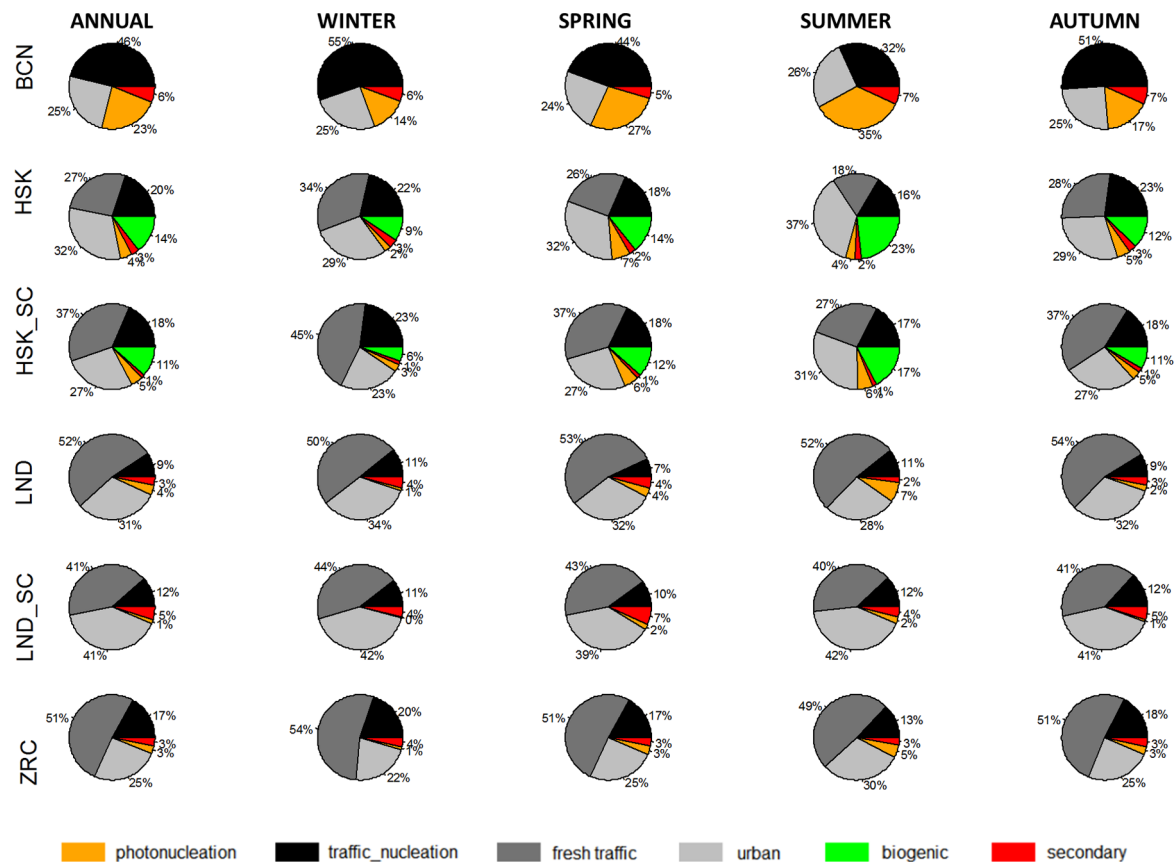 ANNUAL WINTER SPRING SUMMER AUTUMN
BCN
46% 25% 23% 6%
55% 25% 14% 6%
44% 24% 27% 5%
32% 26% 35% 7%
51% 25% 17% 7%
HSK
20% 27% 32% 4% 3% 14%
22% 34% 29% 2% 3% 9%
18% 26% 32% 7% 2% 14%
16% 18% 37% 4% 2% 23%
23% 28% 29% 5% 3% 12%
HSK_SC
18% 37% 27% 5% 1% 11%
23% 45% 23% 3% 1% 6%
18% 37% 27% 6% 1% 12%
17% 27% 31% 6% 1% 17%
18% 37% 27% 5% 1% 11%
LND
9% 52% 31% 4% 3%
11% 50% 34% 1% 4%
7% 53% 32% 4% 4%
11% 52% 28% 7% 2%
9% 54% 32% 2% 3%
LND_SC
12% 41% 41% 1% 5%
11% 44% 42% 0% 4%
10% 43% 39% 2% 7%
12% 40% 42% 2% 4%
12% 41% 41% 1% 5%
ZRC
17% 51% 25% 3% 3%
20% 54% 22% 1% 4%
17% 51% 25% 3% 3%
13% 49% 30% 5% 3%
18% 51% 25% 3% 3%
photonucleation traffic_nucleation fresh traffic urban biogenic secondary